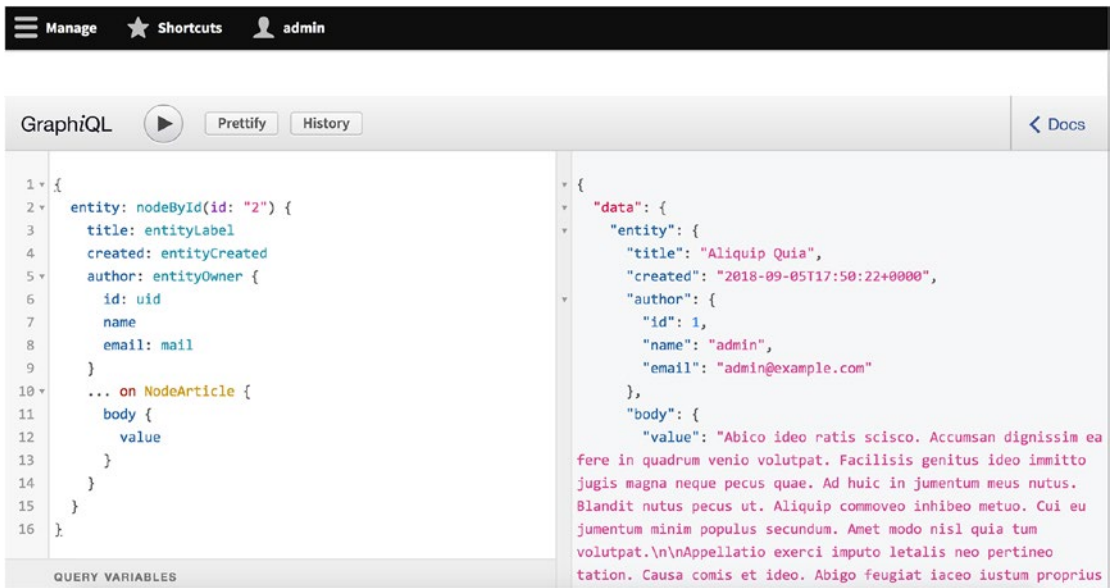 Manage Shortcuts admin
GraphiQL Prettify History Docs
1 {
2 entity: nodeById(id: "2") {
3 title: entityLabel
4 created: entityCreated
5 author: entityOwner {
6 id: uid
7 name
8 email: mail
9 }
10 ... on NodeArticle {
11 body {
12 value
13 }
14 }
15 }
16 }
QUERY VARIABLES
{
"data": {
"entity": {
"title": "Aliquip Quia",
"created": "2018-09-05T17:50:22+0000",
"author": {
"id": 1,
"name": "admin",
"email": "admin@example.com"
},
"body": {
"value": "Abico ideo ratis scisco. Accumsan dignissim ea
fere in quadrum venio volutpat. Facilisis genitus ideo immitto
jugis magna neque pecus quae. Ad huic in jumentum meus nutus.
Blandit nutus pecus ut. Aliquip commoveo inhibeo metuo. Cui eu
jumentum minim populus secundum. Amet modo nisl quia tum
volutpat.\n\nAppellatio exerci imputo letalis neo pertineo
tation. Causa comis et ideo. Abigo feugiat iaceo iustum proprius